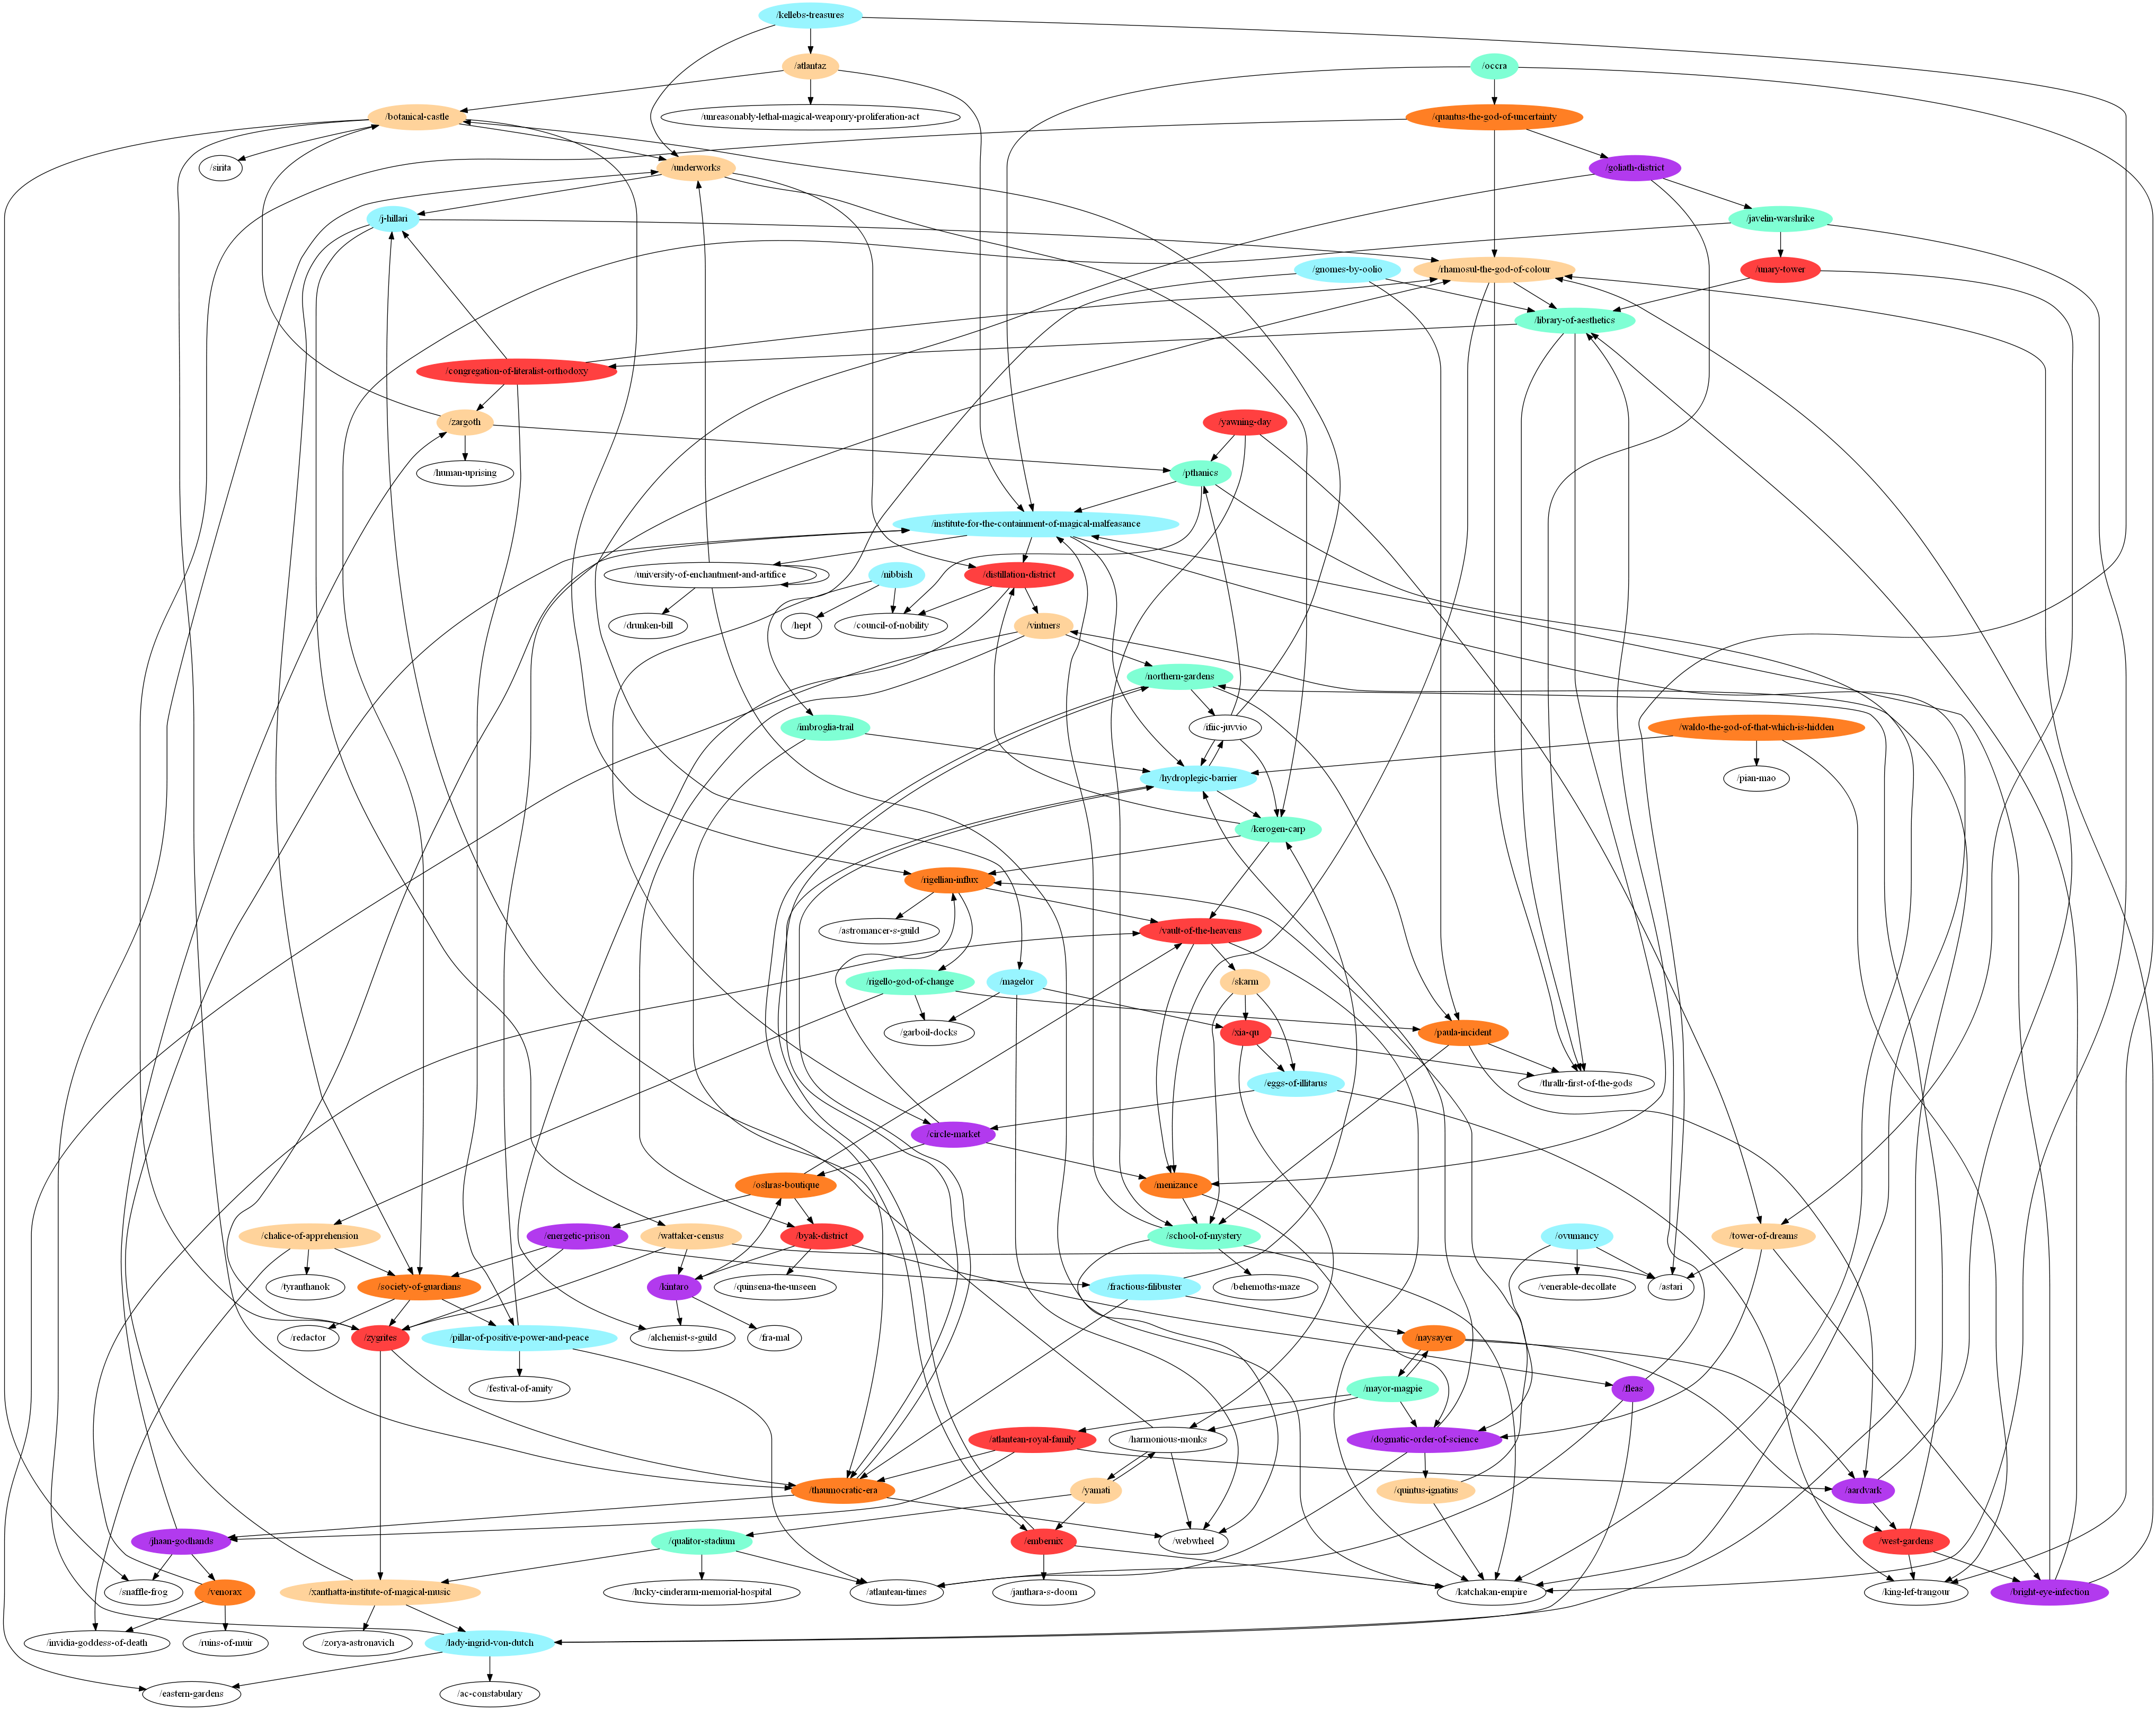 /kellebs-treasures
/atlantaz
/occra
/botanical-castle
/unreasonably-lethal-magical-weaponry-proliferation-act
/quantus-the-god-of-uncertainty
/sirita
/underworks
/goliath-district
/j-hillari
/javelin-warshrike
/gnomes-by-oolio
/rhamosul-the-god-of-colour
/unary-tower
/library-of-aesthetics
/congregation-of-literalist-orthodoxy
/zargoth
/yawning-day
/human-uprising
/pthanics
/institute-for-the-containment-of-magical-malfeasance
/university-of-enchantment-and-artifice
/nibbish
/distillation-district
/drunken-bill
/hept
/council-of-nobility
/vintners
/northern-gardens
/imbroglia-trail
/ifiic-juvvio
/waldo-the-god-of-that-which-is-hidden
/hydroplegic-barrier
/pian-mao
/kerogen-carp
/rigellian-influx
/astromancer-s-guild
/vault-of-the-heavens
/rigello-god-of-change
/magelor
/skarm
/garboil-docks
/xia-qu
/paula-incident
/eggs-of-illitarus
/thrallr-first-of-the-gods
/circle-market
/oshras-boutique
/menizance
/chalice-of-apprehension
/energetic-prison
/wattaker-census
/byak-district
/school-of-mystery
/ovumancy
/tower-of-dreams
/tyranthanok
/society-of-guardians
/kintaro
/quinsena-the-unseen
/fractious-filibuster
/behemoths-maze
/venerable-decollate
/astari
/redactor
/zygrites
/pillar-of-positive-power-and-peace
/alchemist-s-guild
/fra-mal
/naysayer
/festival-of-amity
/mayor-magpie
/fleas
/atlantean-royal-family
/harmonious-monks
/dogmatic-order-of-science
/thaumocratic-era
/yamati
/quintus-ignatius
/aardvark
/jhaan-godhands
/qualitor-stadium
/embernix
/webwheel
/west-gardens
/snaffle-frog
/venorax
/xanthatta-institute-of-magical-music
/lucky-cinderarm-memorial-hospital
/atlantean-times
/janthara-s-doom
/katchakan-empire
/king-lef-trangour
/bright-eye-infection
/invidia-goddess-of-death
/ruins-of-muir
/zorya-astronavich
/lady-ingrid-von-dutch
/eastern-gardens
/ac-constabulary